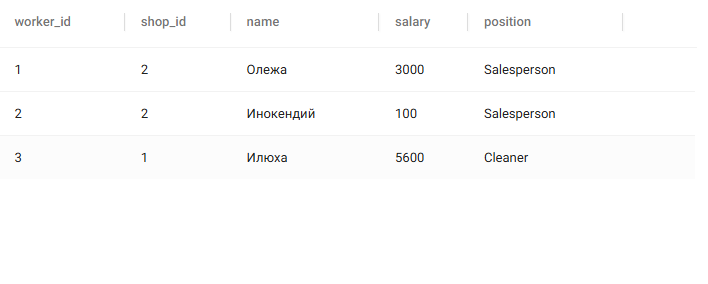 worker_id shop_id name salary position
1 2 Олежа 3000 Salesperson
2 2 Инокендий 100 Salesperson
3 1 Илюха 5600 Cleaner